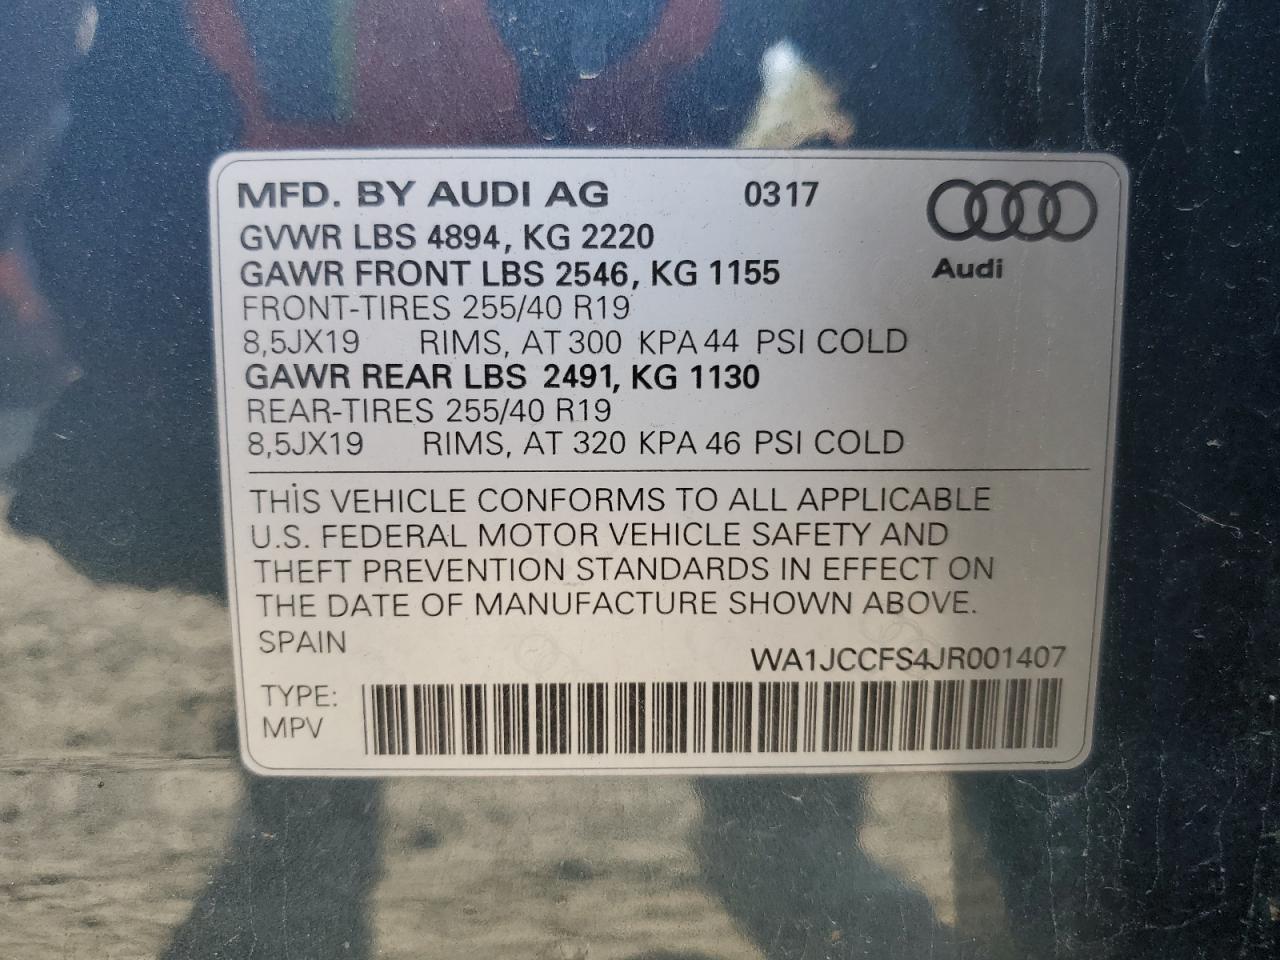 MFD. BY AUDI AG 0317
GVWR LBS 4894, KG 2220
GAWR FRONT LBS 2546, KG 1155
Audi
FRONT-TIRES 255/40 R19
8,5JX19 RIMS, AT 300 KPA 44 PSI COLD
GAWR REAR LBS 2491, KG 1130
REAR-TIRES 255/40 R19
8,5JX19 RIMS, AT 320 KPA 46 PSI COLD
THIS VEHICLE CONFORMS TO ALL APPLICABLE
U.S. FEDERAL MOTOR VEHICLE SAFETY AND
THEFT PREVENTION STANDARDS IN EFFECT ON
THE DATE OF MANUFACTURE SHOWN ABOVE.
SPAIN
WA1JCCFS4JR001407
TYPE:
MPV